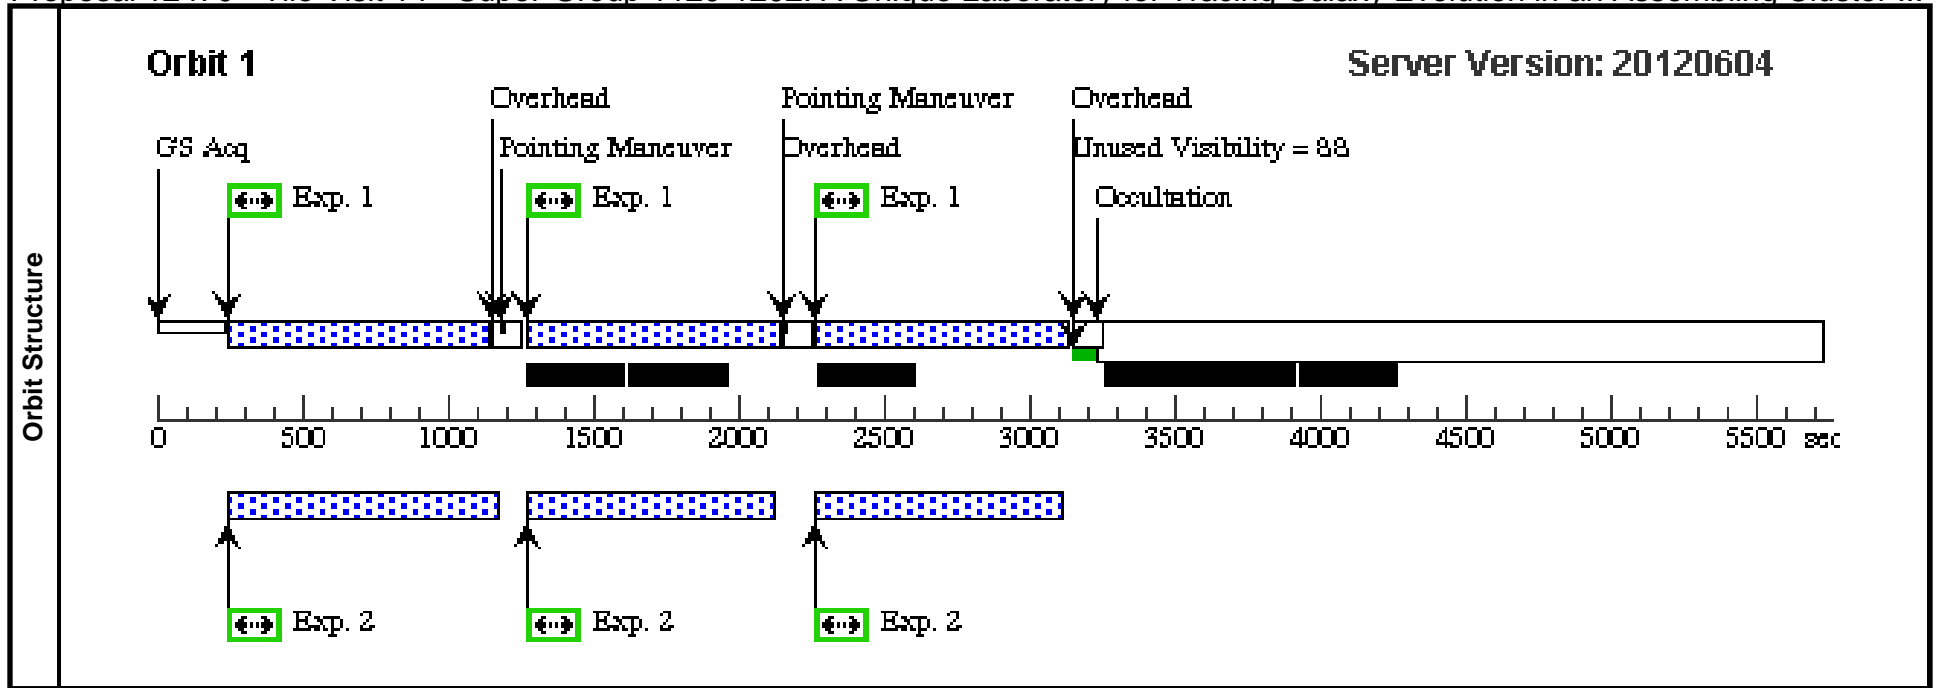 Orbit 1
Server Version: 20120604
Overhead
Pointing Maneuver
Overhead
GS Acq
Pointing Maneuver
Overhead
Unused Visibility = 88
Exp. 1
Exp. 1
Exp. 1
Occultation
Orbit Structure
0 500 1000 1500 2000 2500 3000 3500 4000 4500 5000 5500 sec
Exp. 2
Exp. 2
Exp. 2